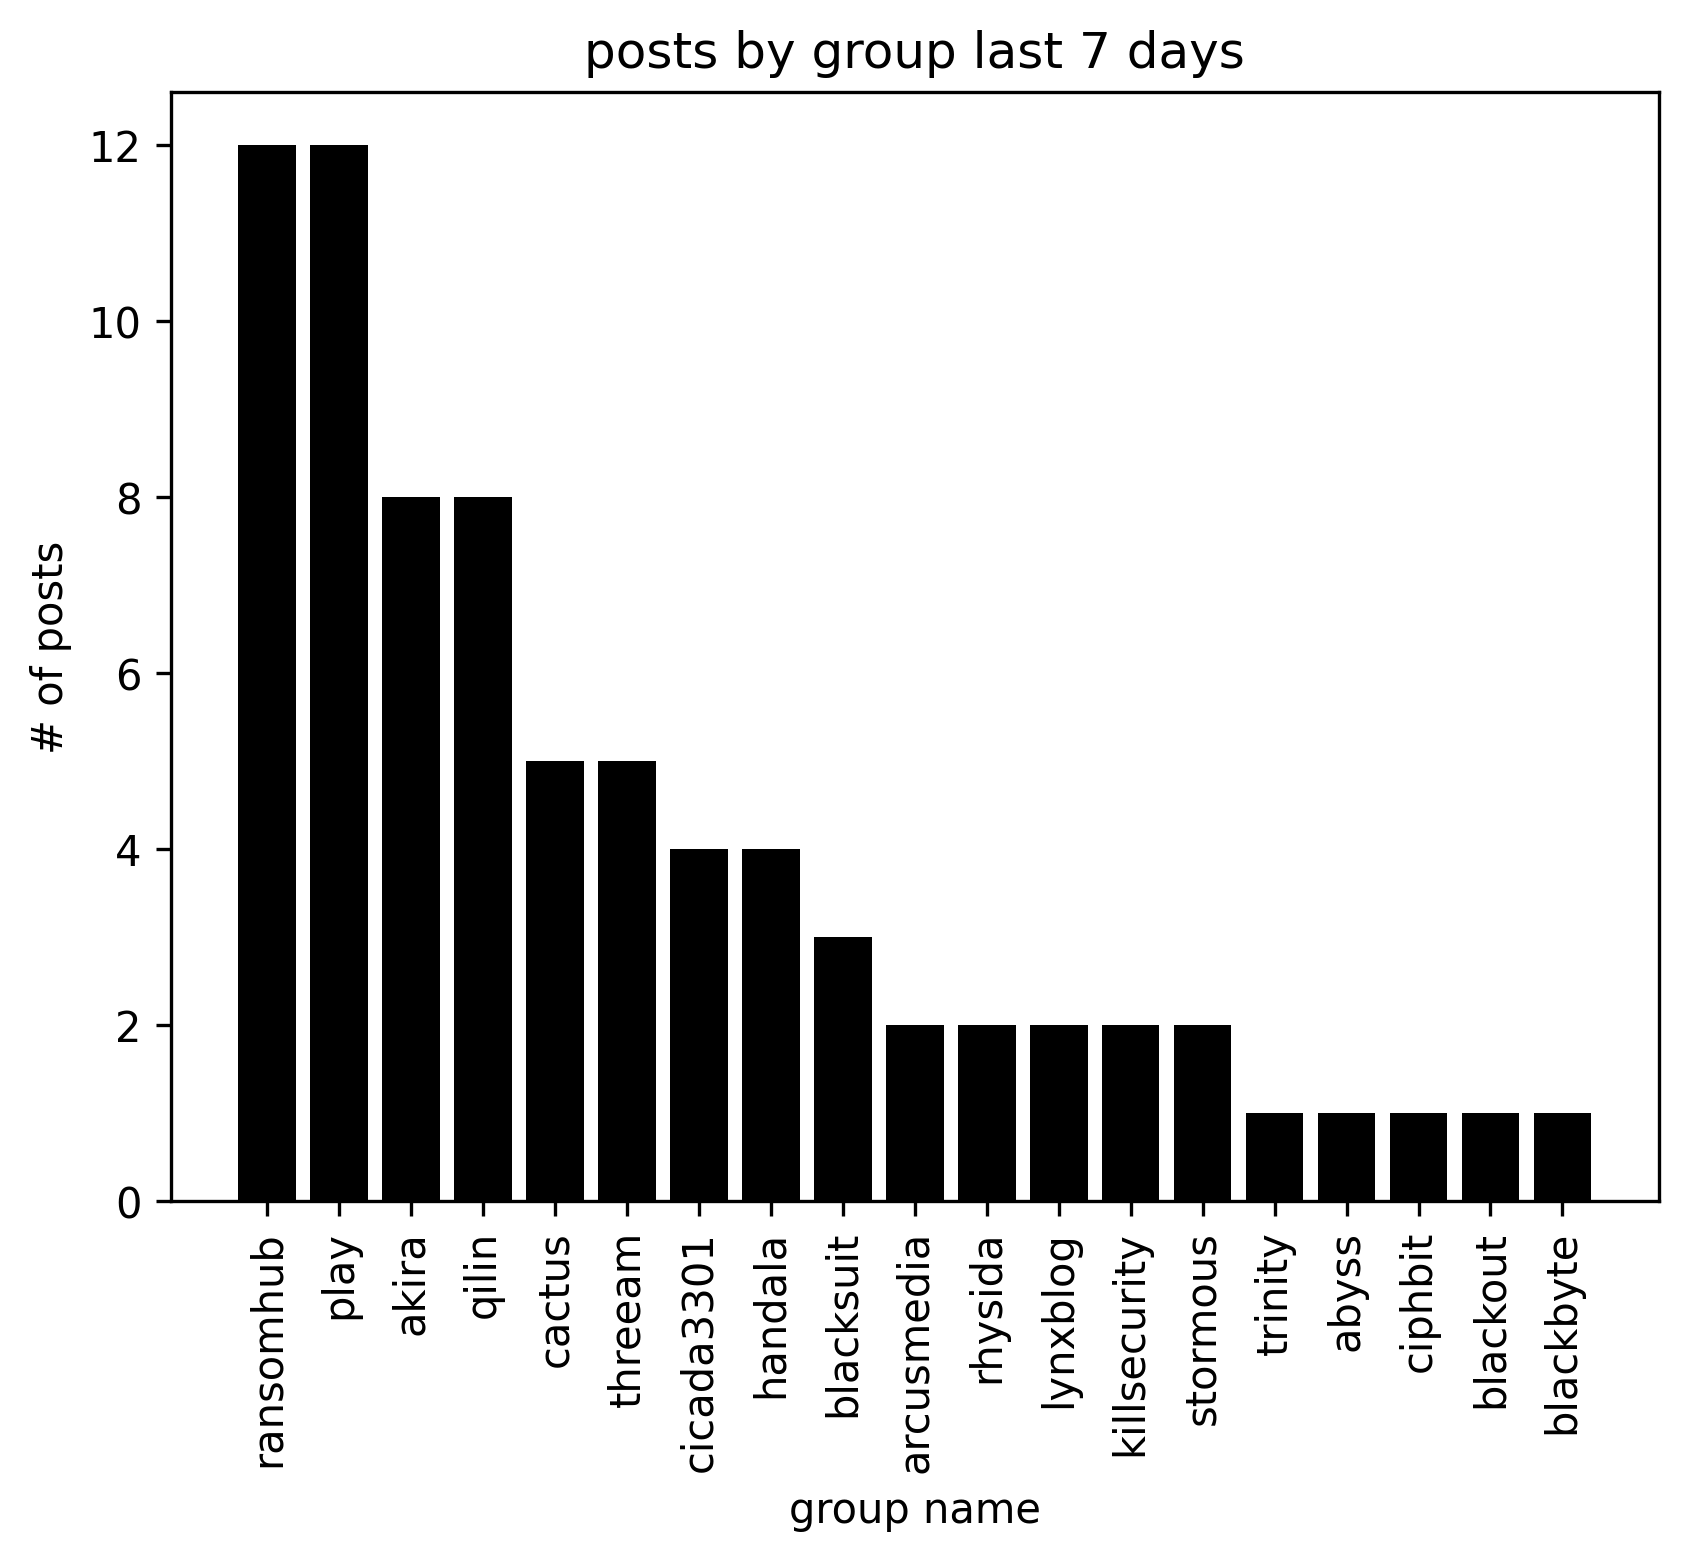 posts by group last 7 days
12
10
8
6
4
2
0
# of posts
ransomhub
play
akira
qilin
cactus
threeam
cicada3301
handala
blacksuit
arcusmedia
rhysida
lynxblog
killsecurity
stormous
trinity
abyss
ciphbit
blackout
blackbyte
group name